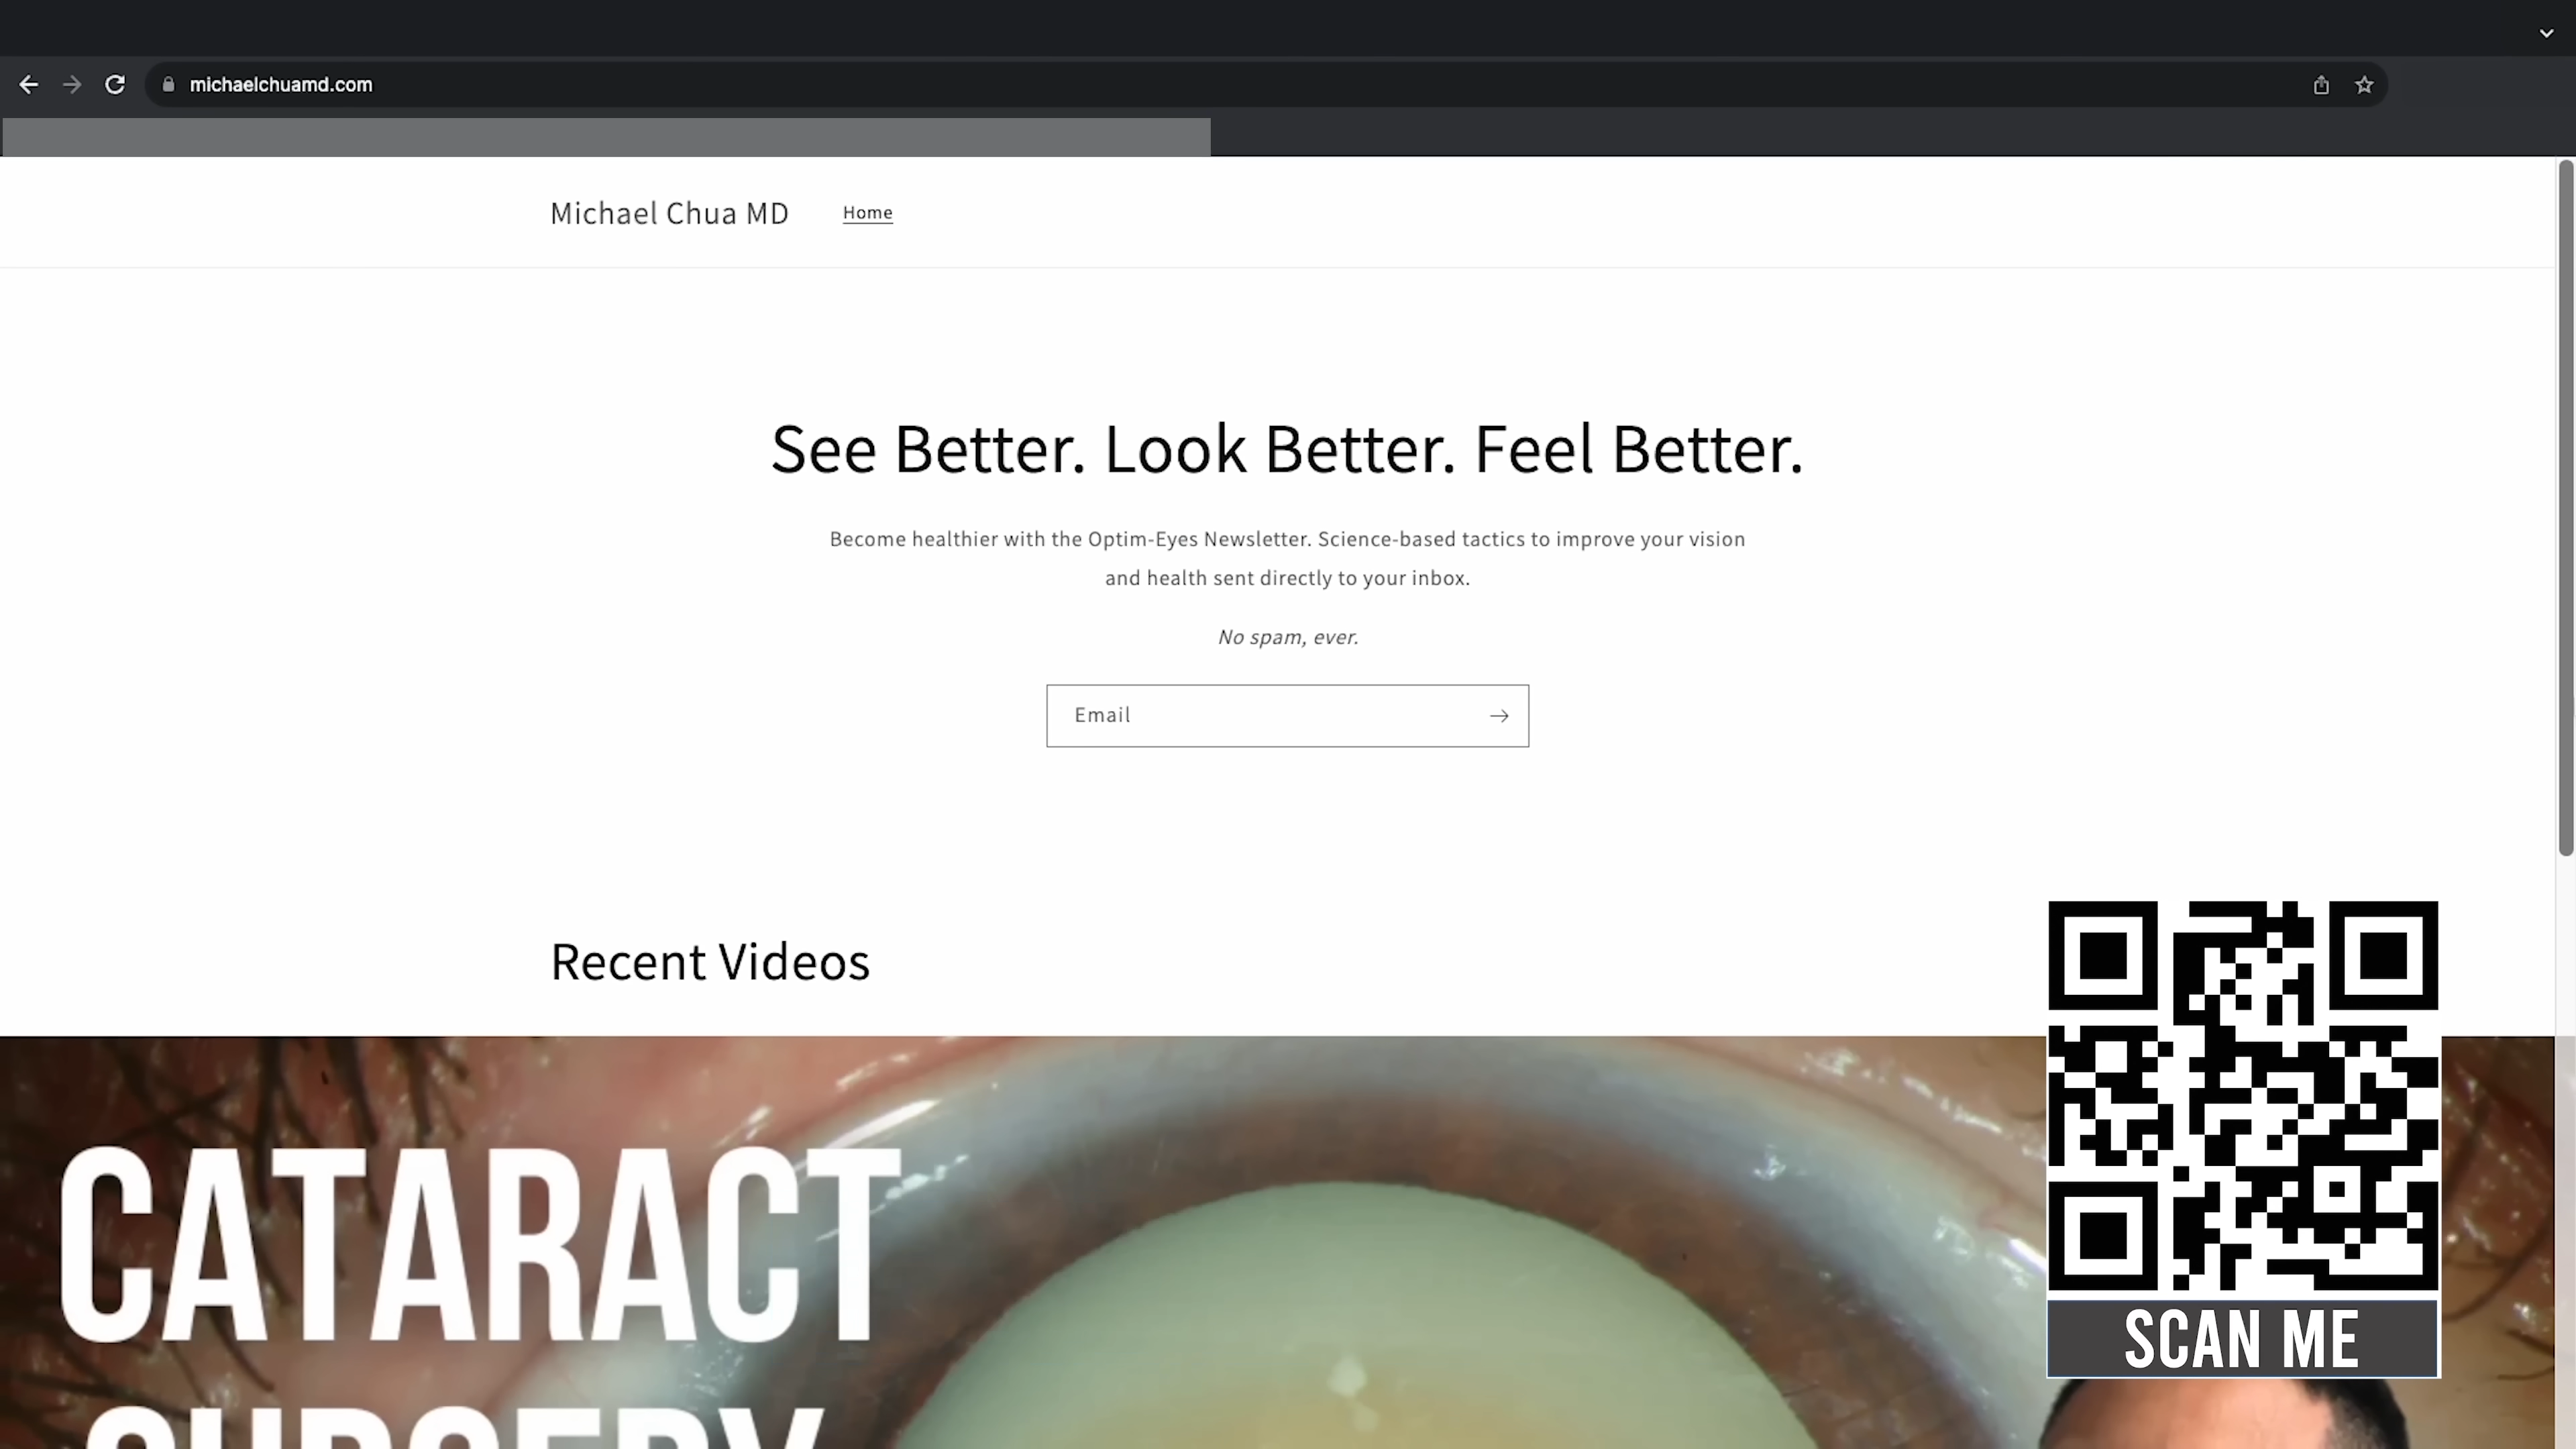 michaelchuamd.com
Michael Chua MD
Home
See Better. Look Better. Feel Better.
Become healthier with the Optim-Eyes Newsletter. Science-based tactics to improve your vision
and health sent directly to your inbox.
No spam, ever.
Email
Recent Videos
CATARACT
SURGERY
SCAN ME